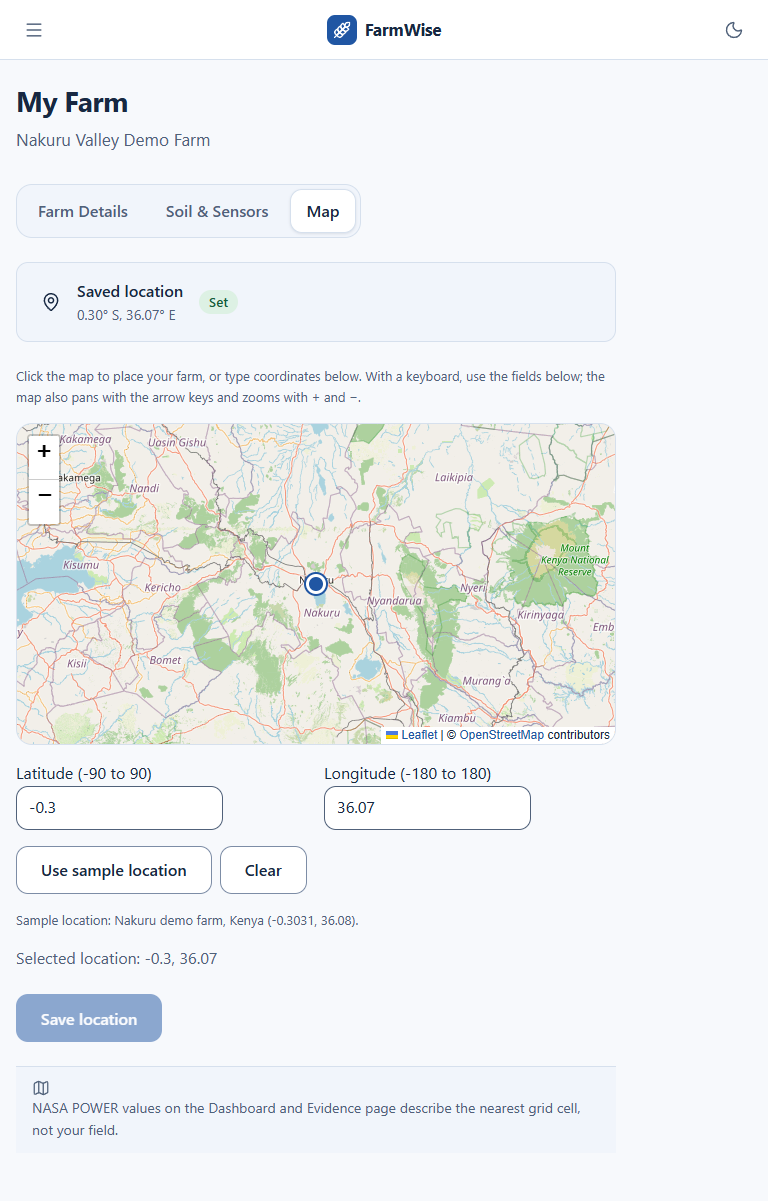 FarmWise
My Farm
Nakuru Valley Demo Farm
Farm Details
Soil & Sensors
Map
Saved location
Set
0.30° S, 36.07° E
Click the map to place your farm, or type coordinates below. With a keyboard, use the fields below; the
map also pans with the arrow keys and zooms with + and −.
+
−
Kakamega
Uasin Gishu
akamega
Nandi
Laikipia
Mount
Kenya National
Reserve
Kisumu
Kericho
Nakuru
Nyandarua
Nyeri
Kirinyaga
Emb
y
Kisii
Bomet
Murang'a
Kiambu
Leaflet | © OpenStreetMap contributors
Latitude (-90 to 90)
Longitude (-180 to 180)
-0.3
36.07
Use sample location
Clear
Sample location: Nakuru demo farm, Kenya (-0.3031, 36.08).
Selected location: -0.3, 36.07
Save location
NASA POWER values on the Dashboard and Evidence page describe the nearest grid cell,
not your field.